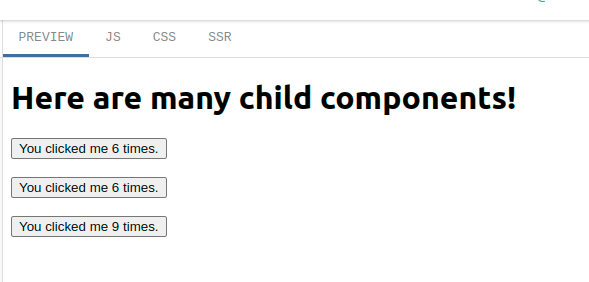 PREVIEW JS CSS SSR
Here are many child components!
You clicked me 6 times.
You clicked me 6 times.
You clicked me 9 times.